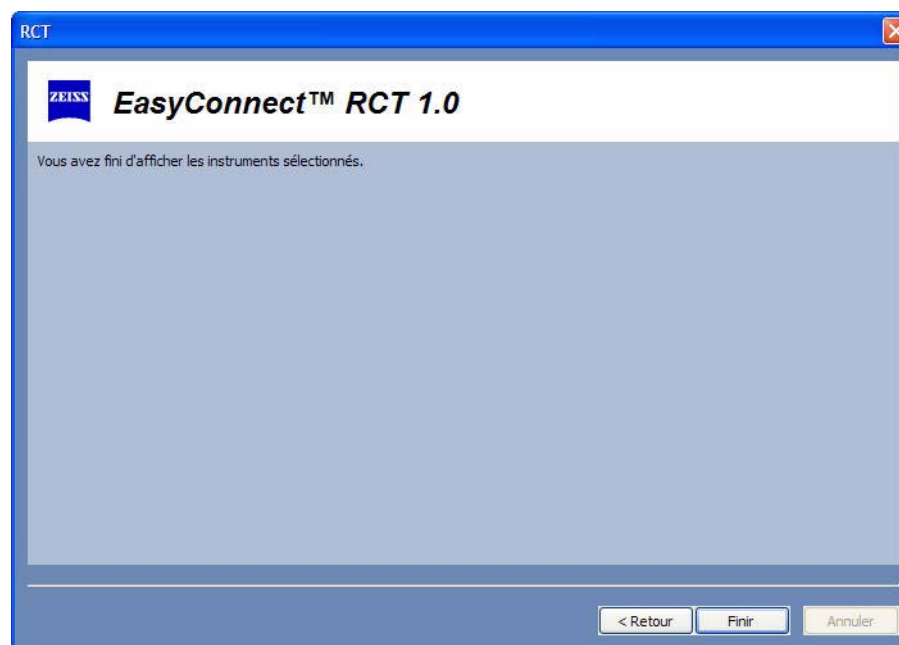 RCT
ZEISS
EasyConnect™ RCT 1.0
Vous avez fini d'afficher les instruments sélectionnés.
< Retour
Finir
Annuler